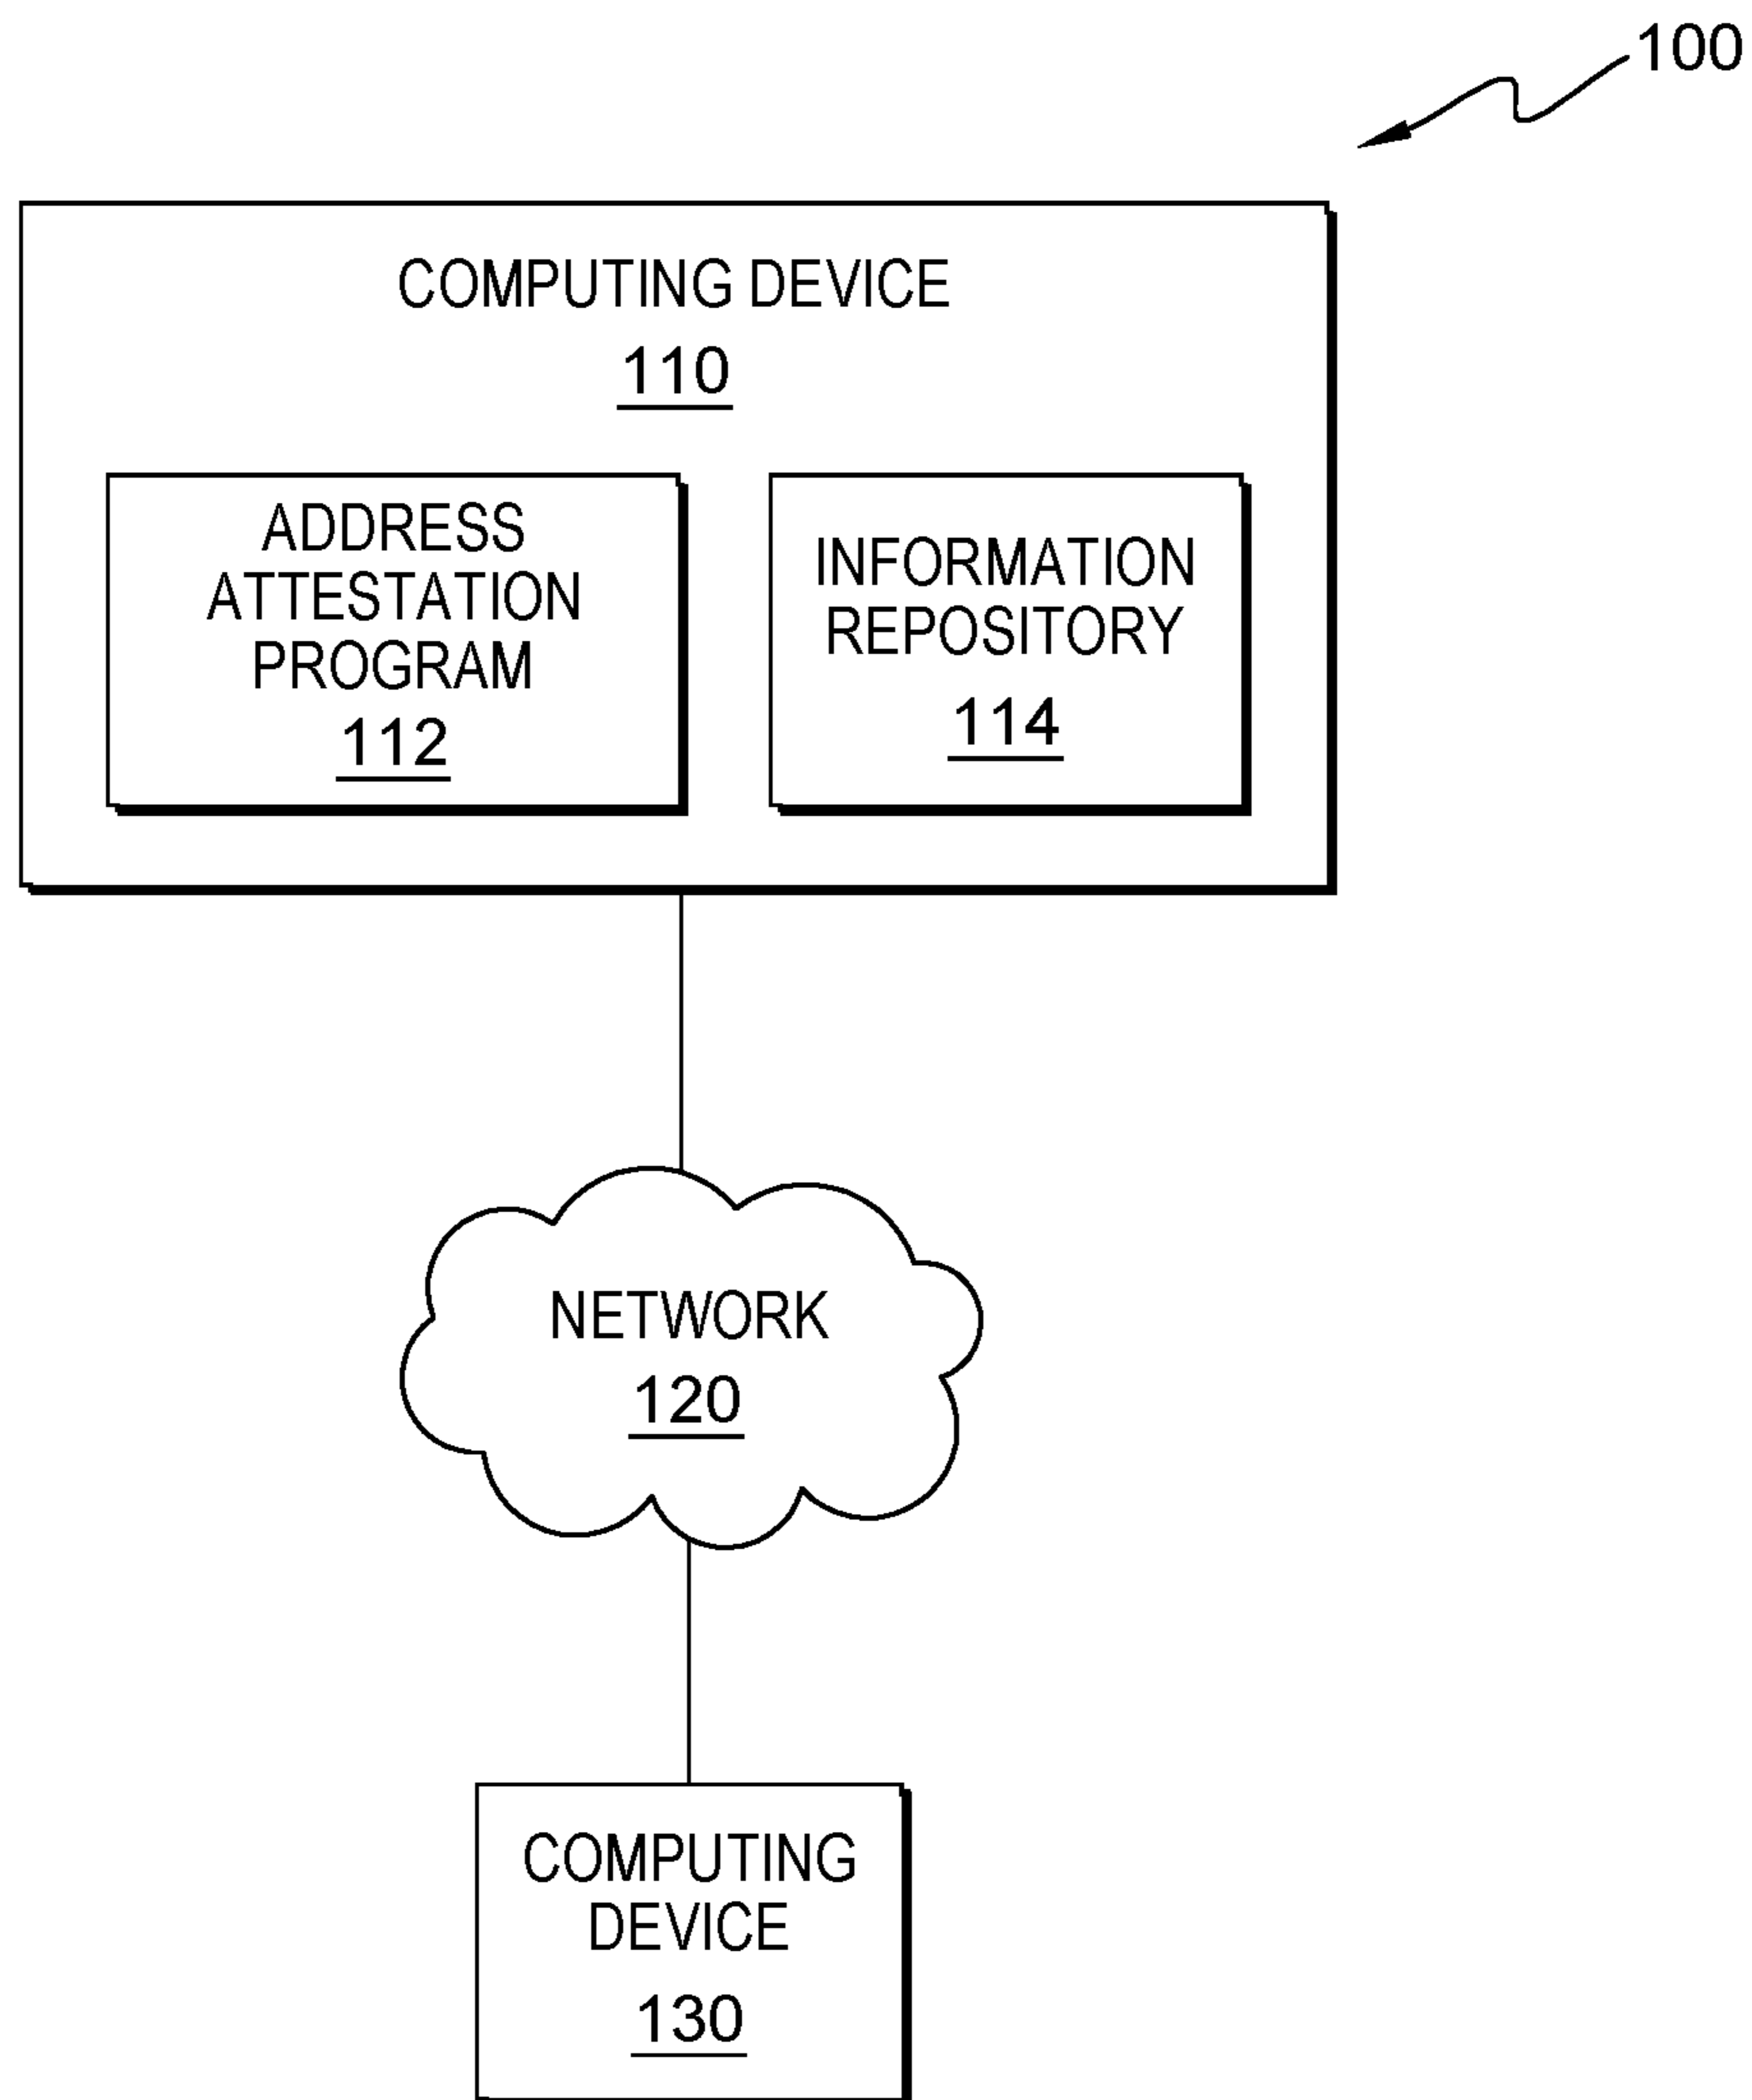 100
COMPUTING DEVICE
110
ADDRESS
ATTESTATION
PROGRAM
112
INFORMATION
REPOSITORY
114
NETWORK
120
COMPUTING
DEVICE
130